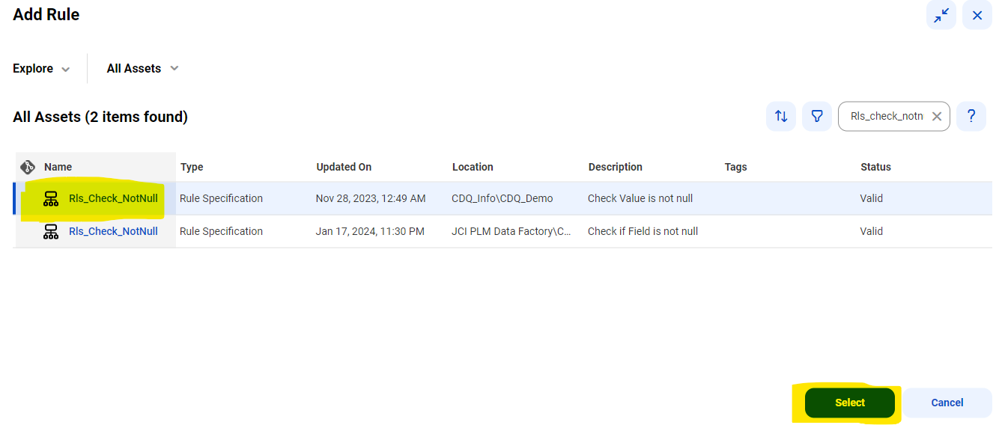 Add Rule
Explore All Assets
All Assets (2 items found) Rls_check_notn ?
Name Type Updated On Location Description Tags Status
Rls_Check_NotNull Rule Specification Nov 28, 2023, 12:49 AM CDQ_Info\CDQ_Demo Check Value is not null Valid
Rls_Check_NotNull Rule Specification Jan 17, 2024, 11:30 PM JCI PLM Data Factory\C... Check if Field is not null Valid
Select Cancel